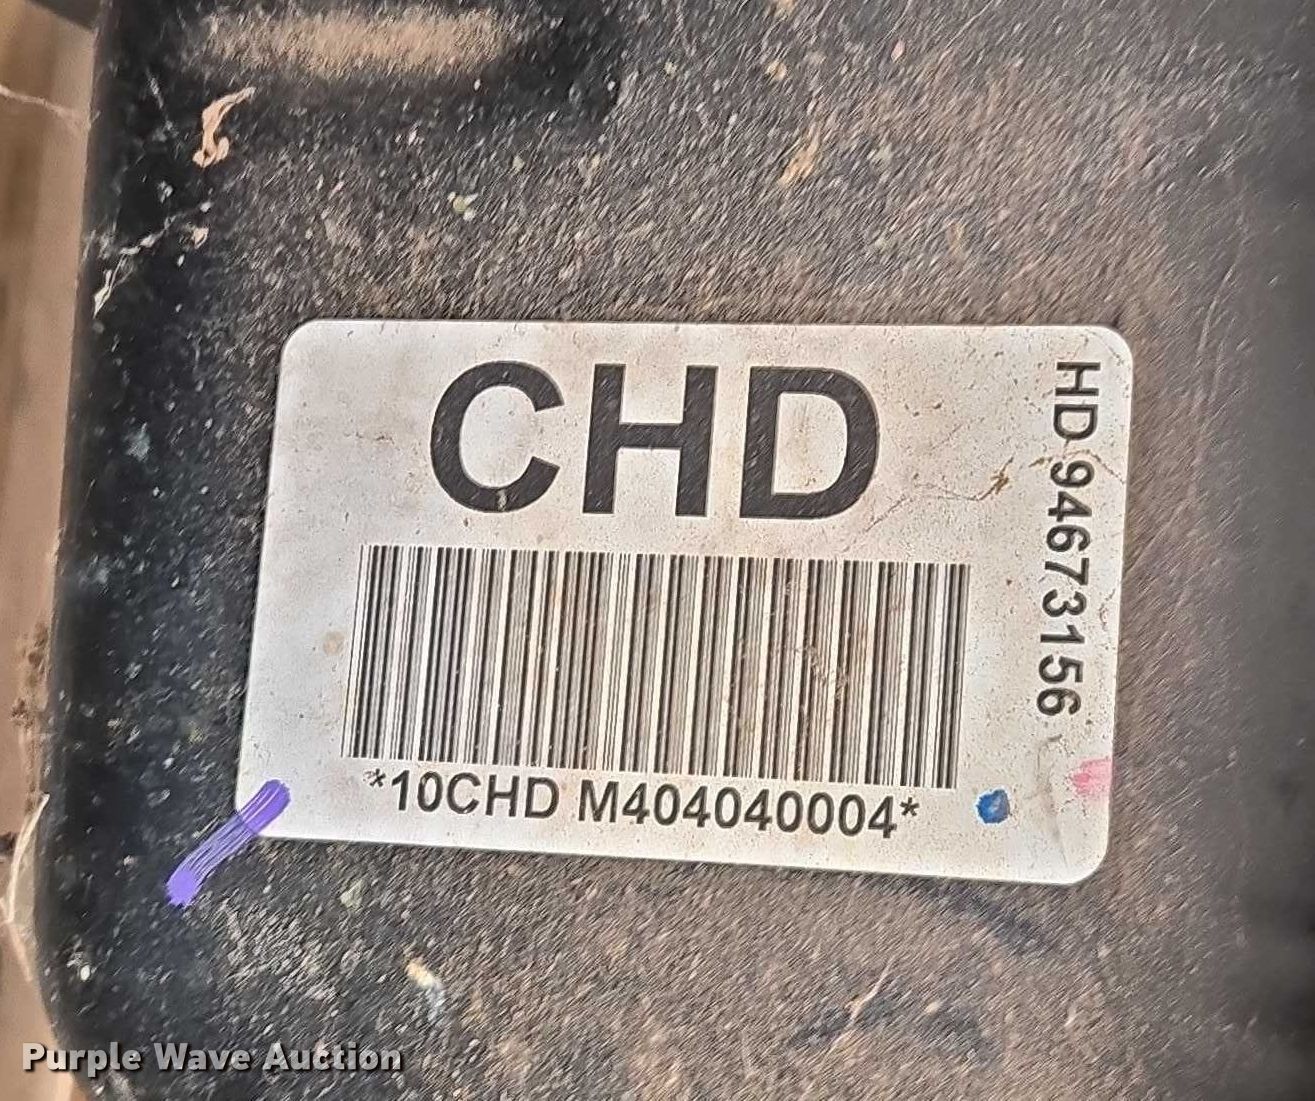 CHD
*10CHD M404040004*
HD 94673156
Purple Wave Auction